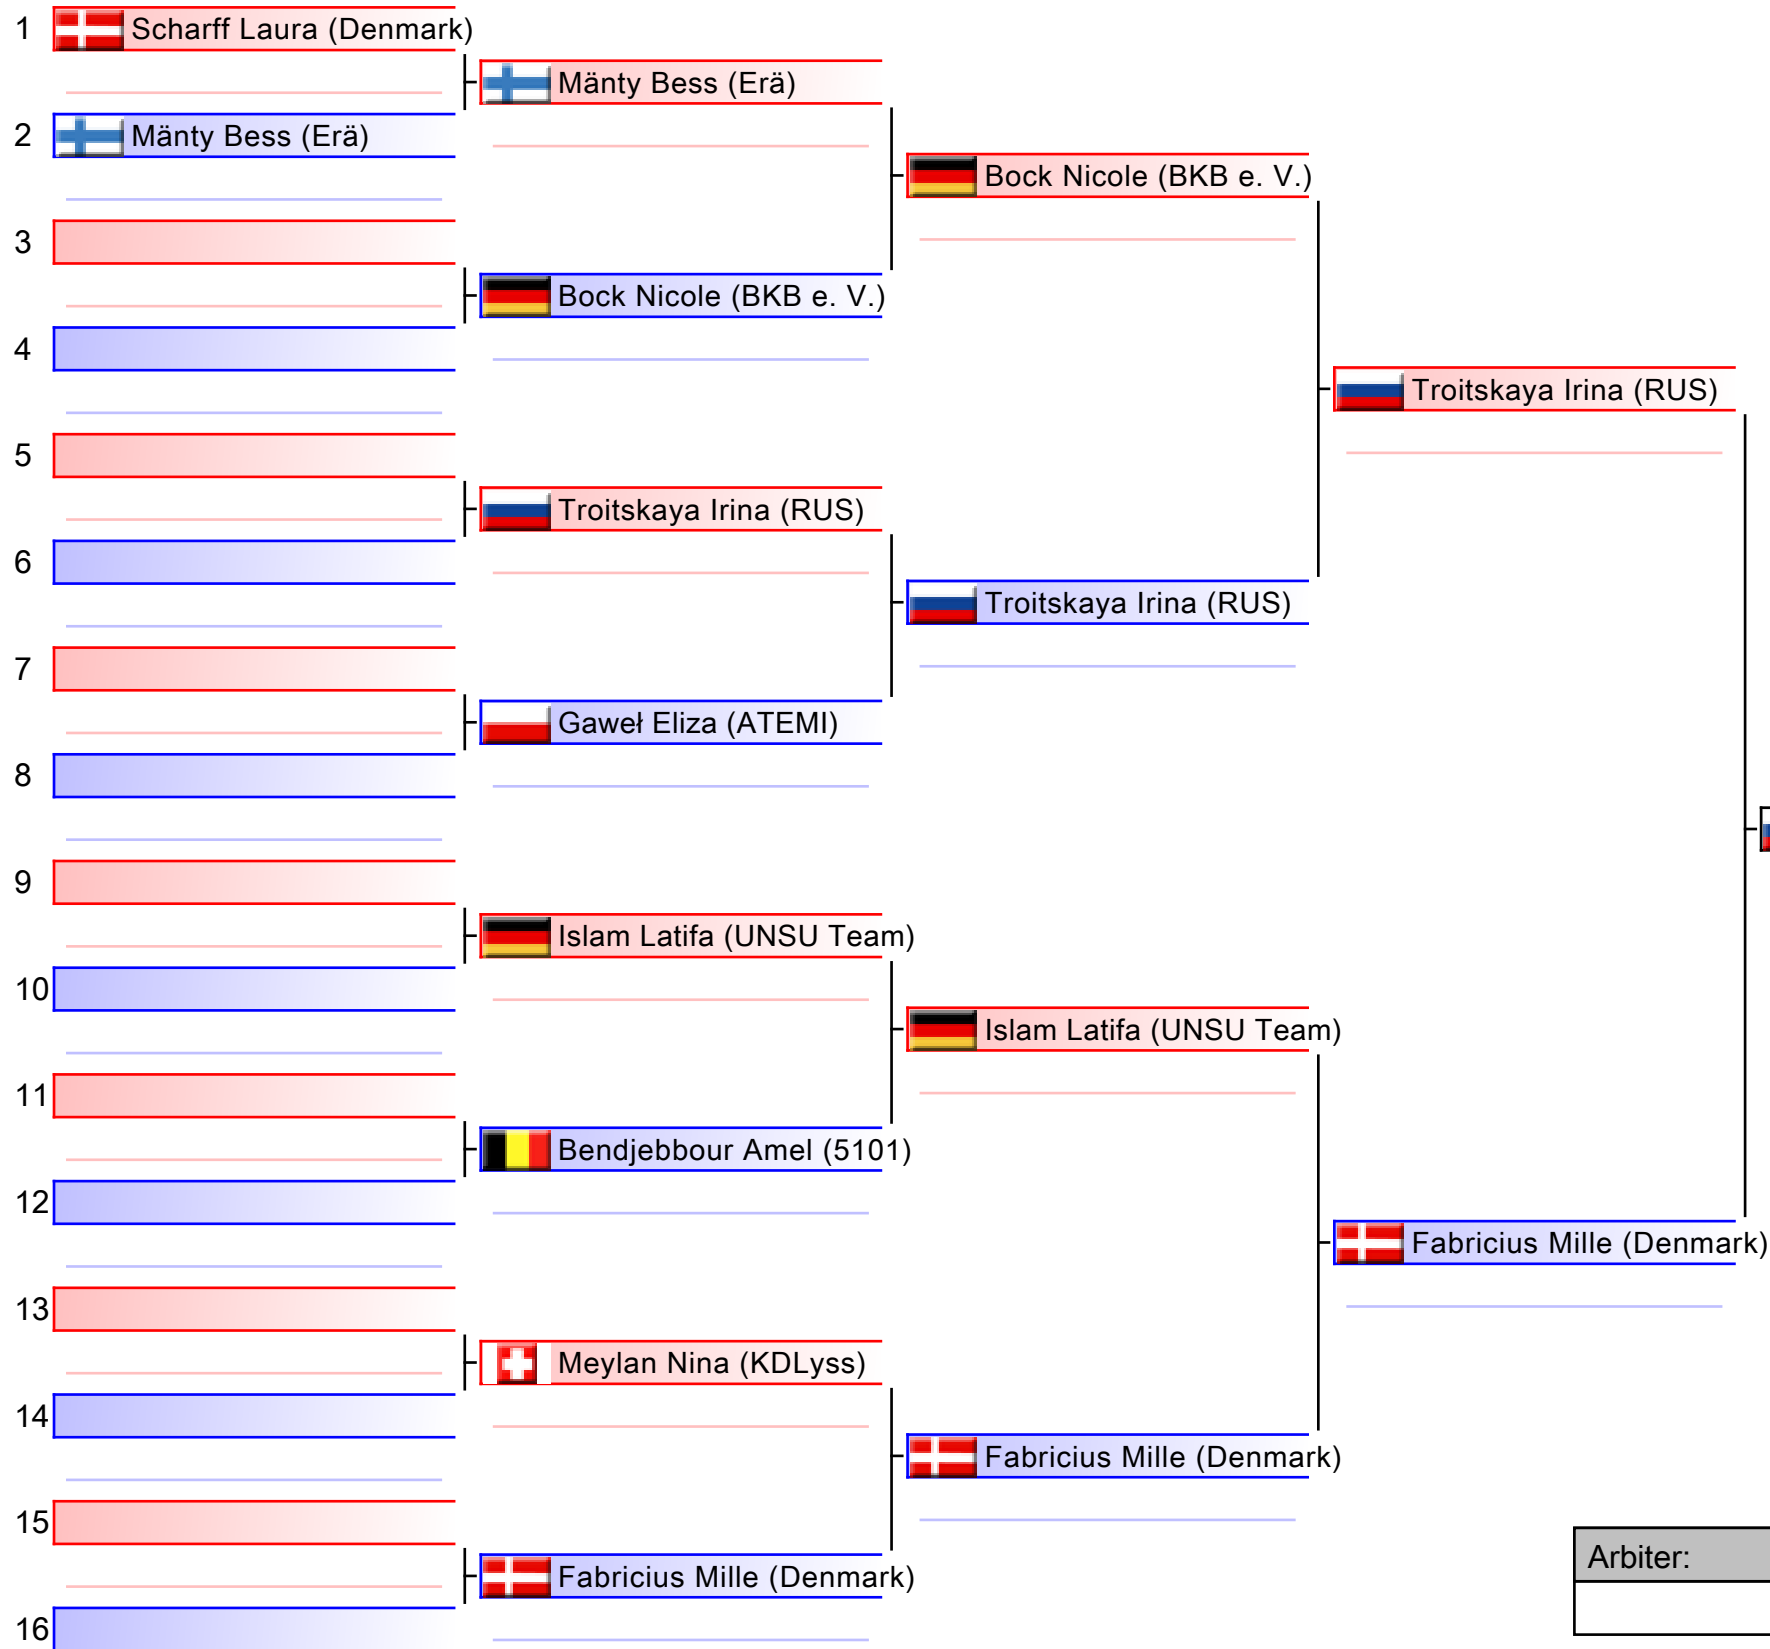 1 Scharff Laura (Denmark)
Mänty Bess (Erä)
2 Mänty Bess (Erä)
Bock Nicole (BKB e. V.)
3
Bock Nicole (BKB e. V.)
4
Troitskaya Irina (RUS)
5
Troitskaya Irina (RUS)
6
Troitskaya Irina (RUS)
7
Gaweł Eliza (ATEMI)
8
9
Islam Latifa (UNSU Team)
10
Islam Latifa (UNSU Team)
11
Bendjebbour Amel (5101)
12
Fabricius Mille (Denmark)
13
Meylan Nina (KDLyss)
14
Fabricius Mille (Denmark)
15
Arbiter:
Fabricius Mille (Denmark)
16